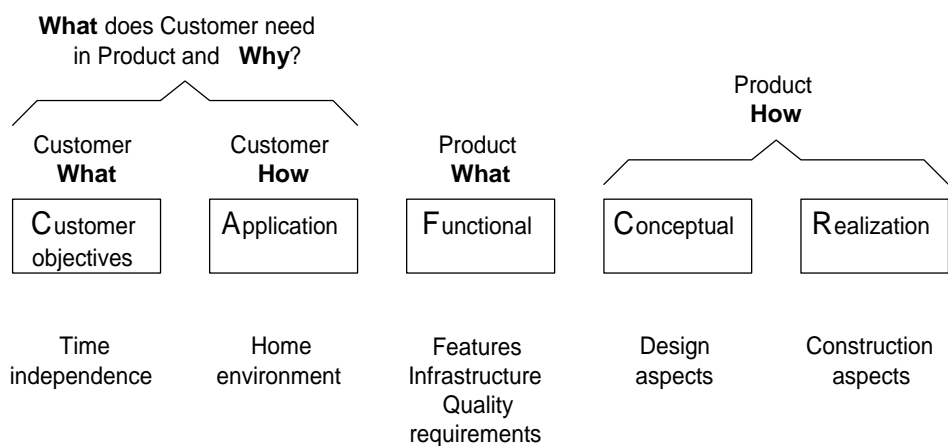 What does Customer need
in Product and Why?
Product
How
Customer
What
Customer
How
Product
What
Customer
objectives
Application
Functional
Conceptual
Realization
Time
independence
Home
environment
Features
Infrastructure
Quality
requirements
Design
aspects
Construction
aspects